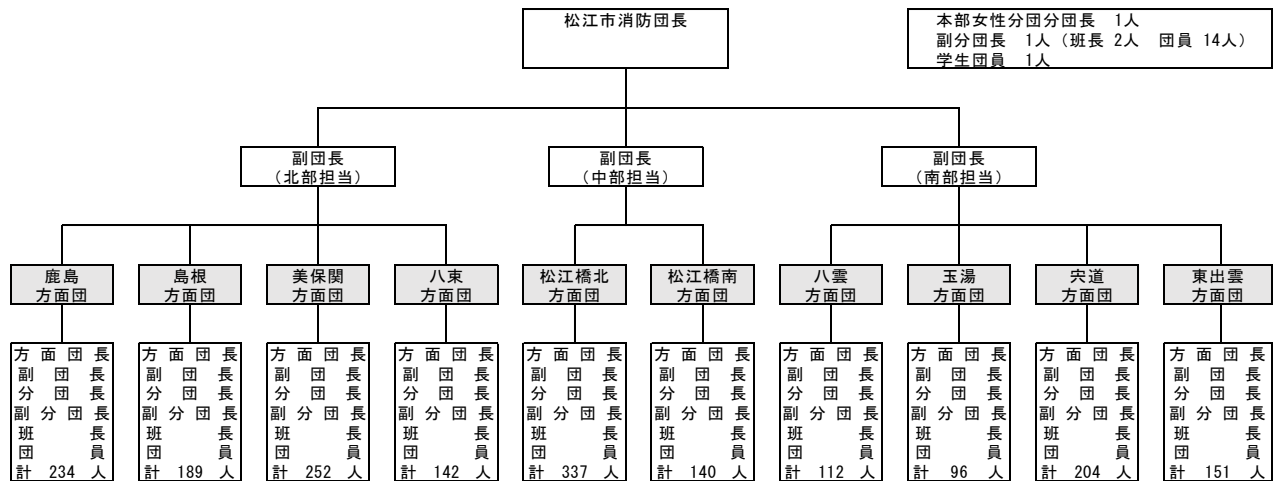 松江市消防団長
本部女性分団分団長 1人
副分団長 1人（班長 2人 団員 14人）
学生団員 1人
副団長
（北部担当）
副団長
（中部担当）
副団長
（南部担当）
鹿島
方面団
島根
方面団
美保関
方面団
八束
方面団
松江橋北
方面団
松江橋南
方面団
八雲
方面団
玉湯
方面団
宍道
方面団
東出雲
方面団
方面団長
副団長
分団長
副分団長
班長
団員
計 234 人
方面団長
副団長
分団長
副分団長
班長
団員
計 189 人
方面団長
副団長
分団長
副分団長
班長
団員
計 252 人
方面団長
副団長
分団長
副分団長
班長
団員
計 142 人
方面団長
副団長
分団長
副分団長
班長
団員
計 337 人
方面団長
副団長
分団長
副分団長
班長
団員
計 140 人
方面団長
副団長
分団長
副分団長
班長
団員
計 112 人
方面団長
副団長
分団長
副分団長
班長
団員
計 96 人
方面団長
副団長
分団長
副分団長
班長
団員
計 204 人
方面団長
副団長
分団長
副分団長
班長
団員
計 151 人